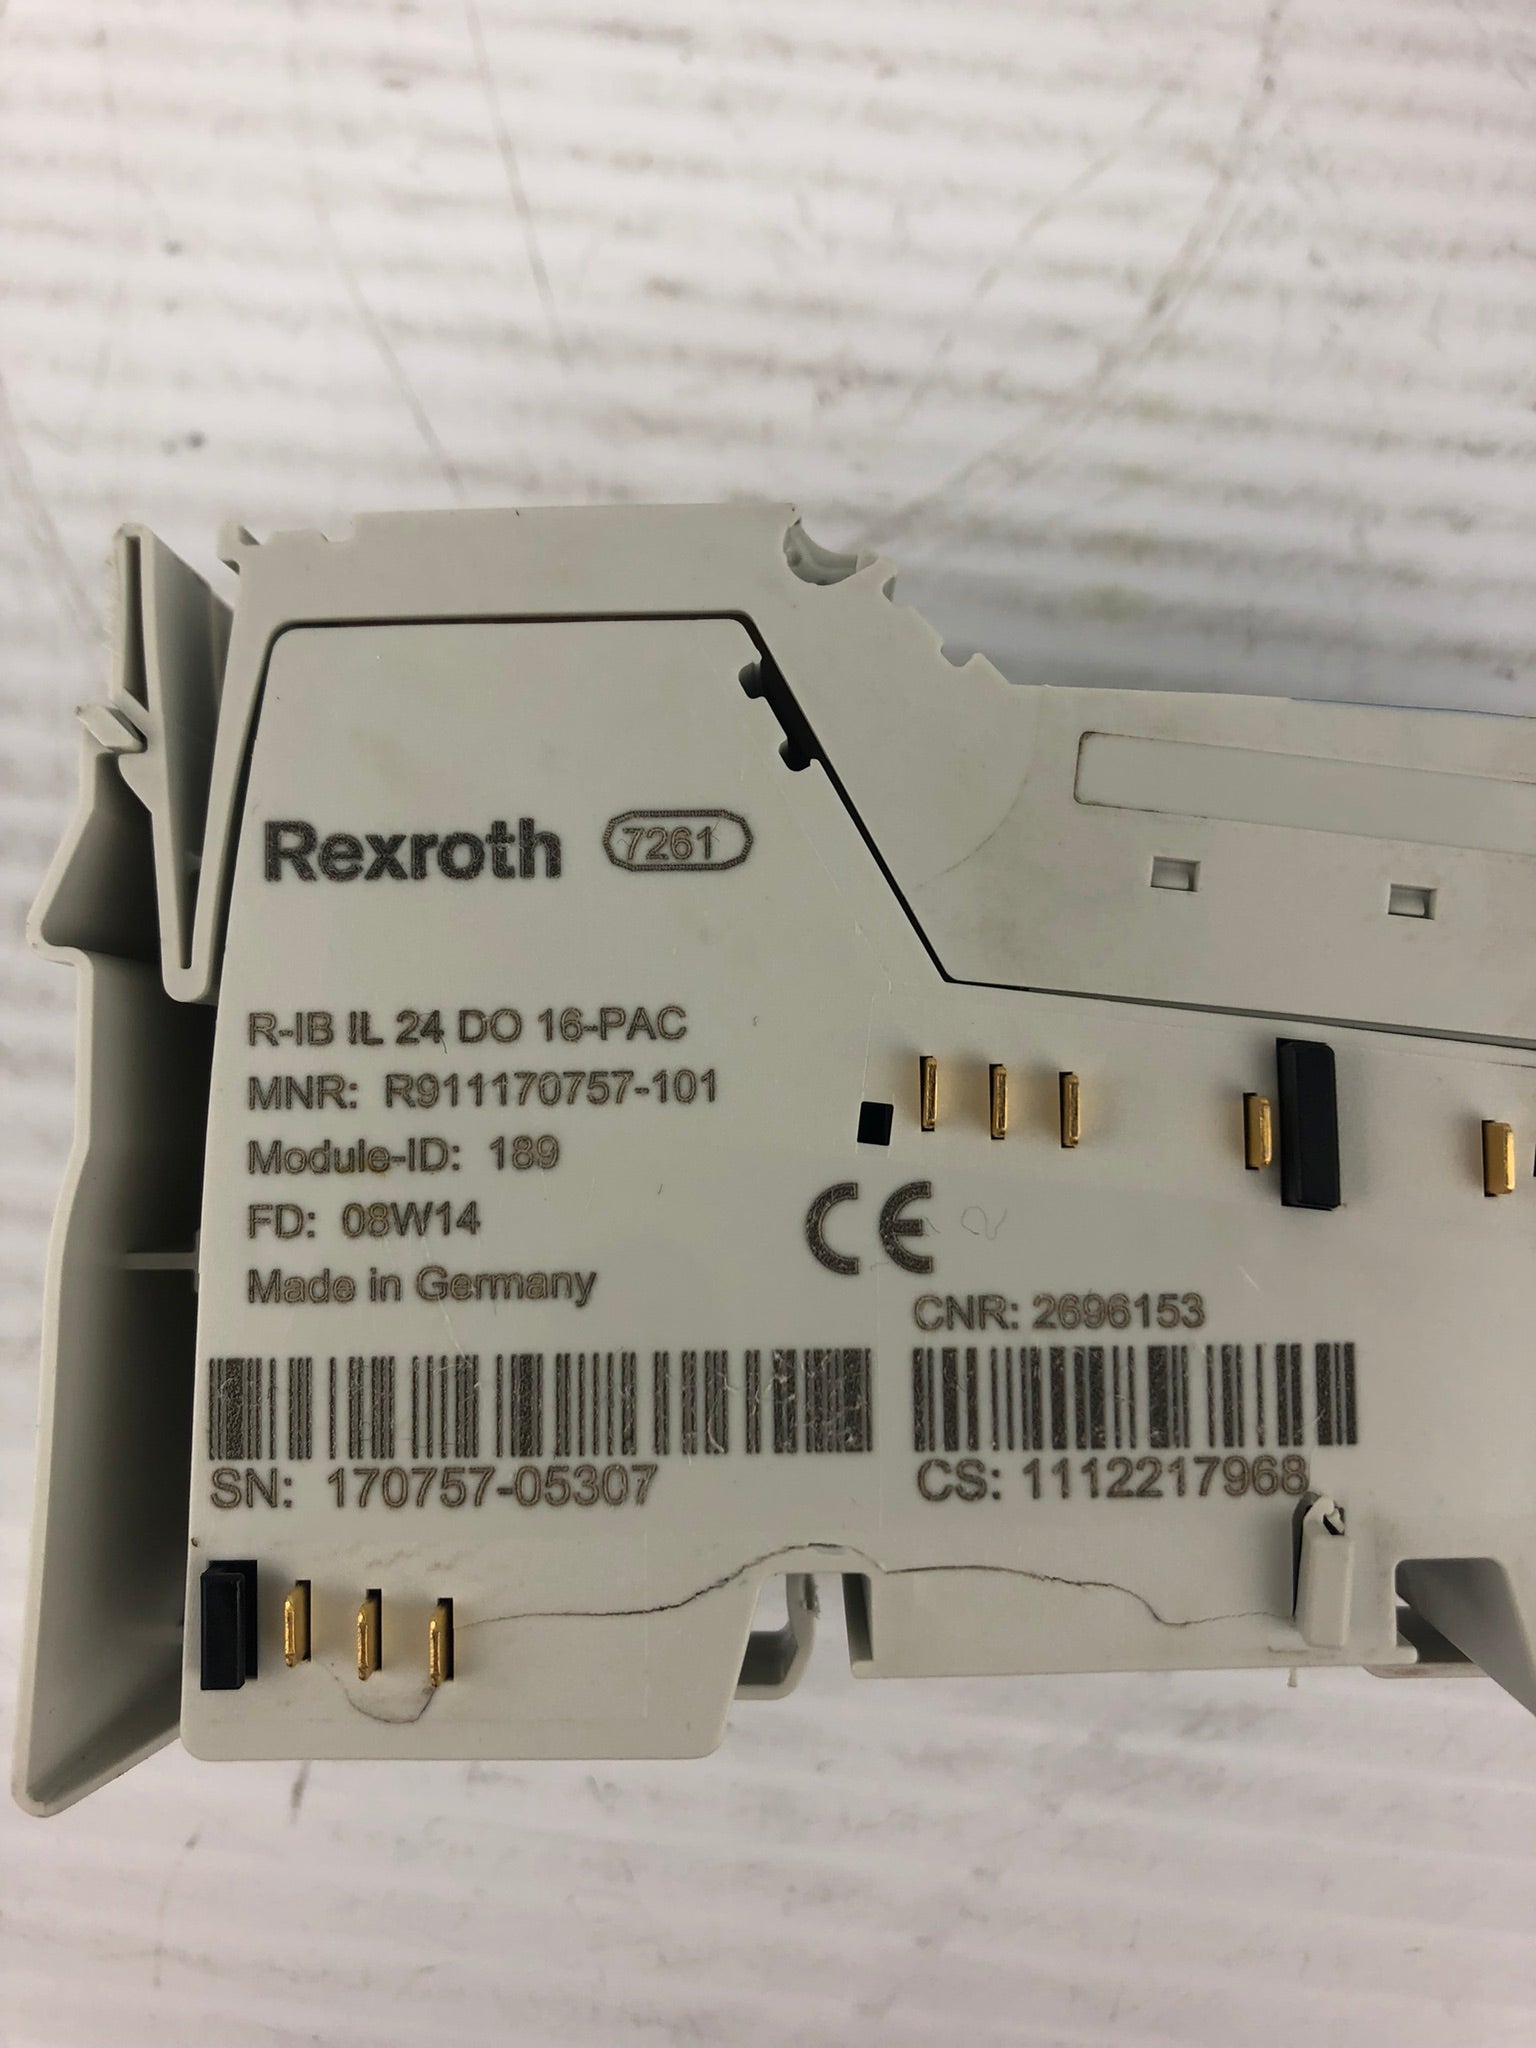 Rexroth 7261
R-IB IL 24 DO 16-PAC
MNR: R911170757-101
Module-ID: 189
FD: 08W14
Made in Germany
CE
CNR: 2696153
SN: 170757-05307
CS: 1112217968